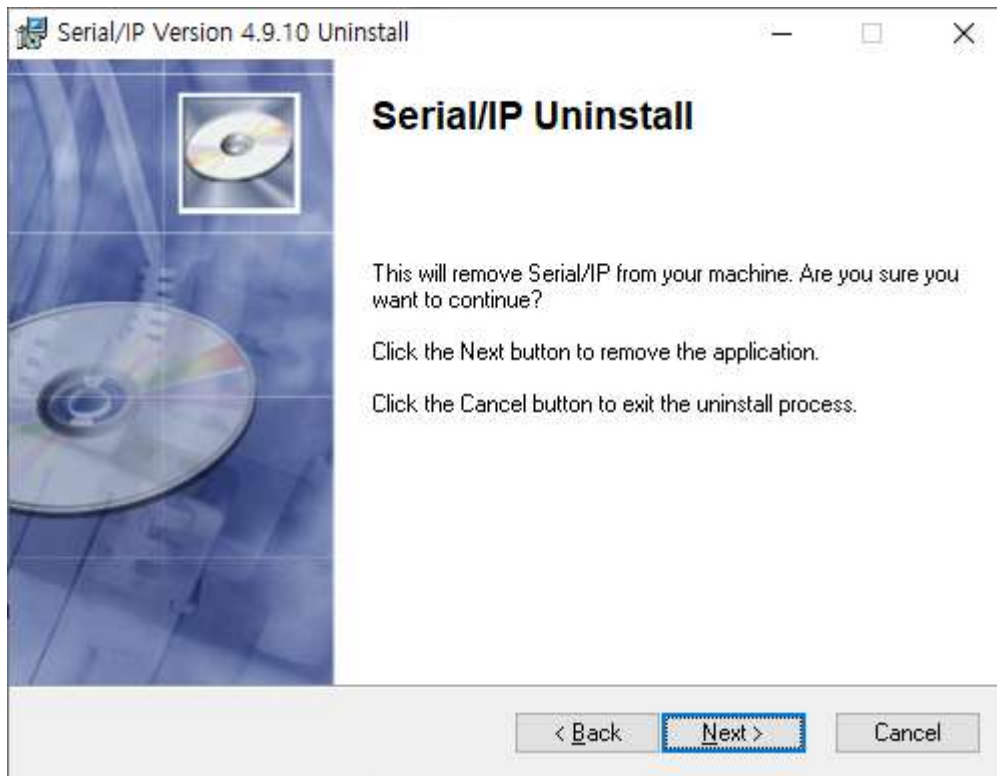 Serial/IP Version 4.9.10 Uninstall
Serial/IP Uninstall
This will remove Serial/IP from your machine. Are you sure you
want to continue?
Click the Next button to remove the application.
Click the Cancel button to exit the uninstall process.
< Back
Next >
Cancel